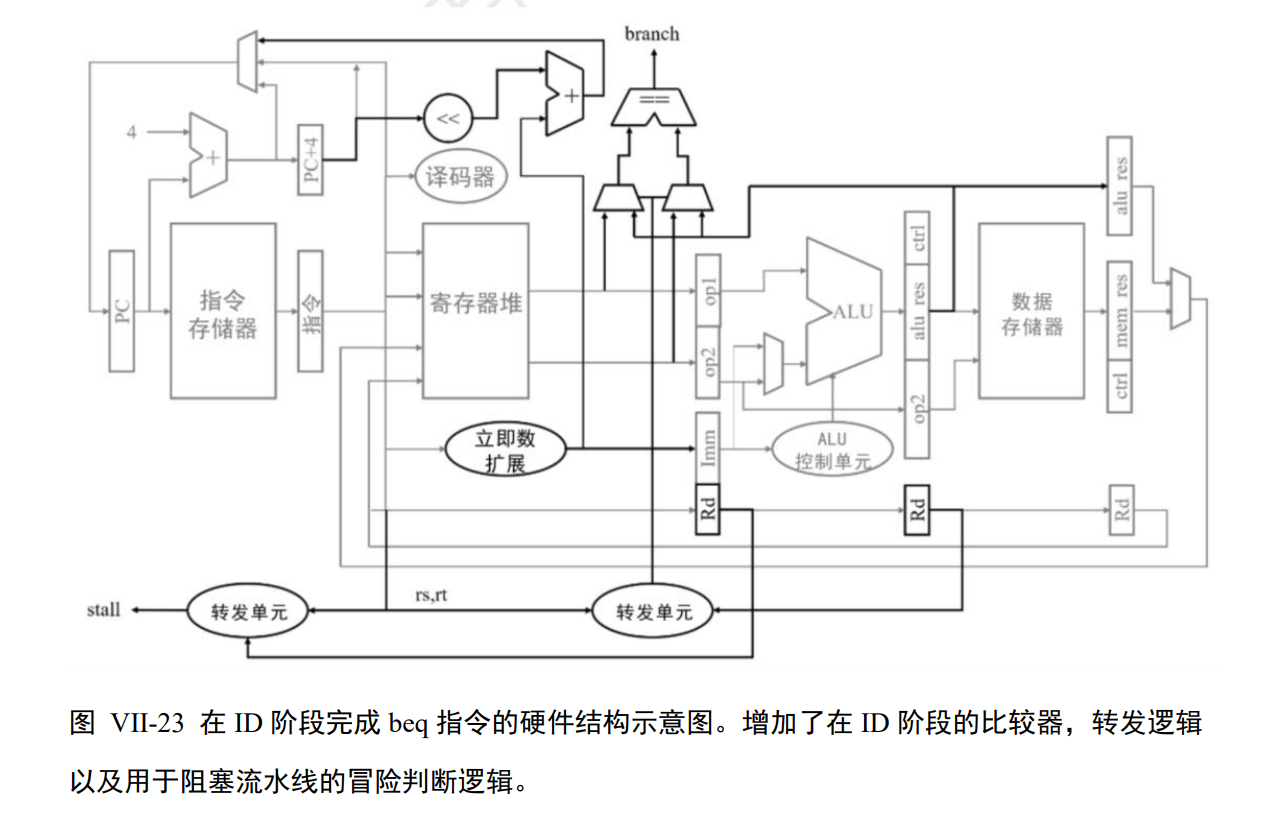 branch
==
<<
+
4
+
PC+4
译码器
PC
指令
存储器
指令
寄存器堆
op1
op2
ALU
ctrl
alu res
op2
数据
存储器
alu res
mem res
ctrl
立即数
扩展
Imm
ALU
控制单元
Rd
Rd
Rd
stall
转发单元
rs,rt
转发单元
图 VII-23 在 ID 阶段完成 beq 指令的硬件结构示意图。增加了在 ID 阶段的比较器，转发逻辑
以及用于阻塞流水线的冒险判断逻辑。